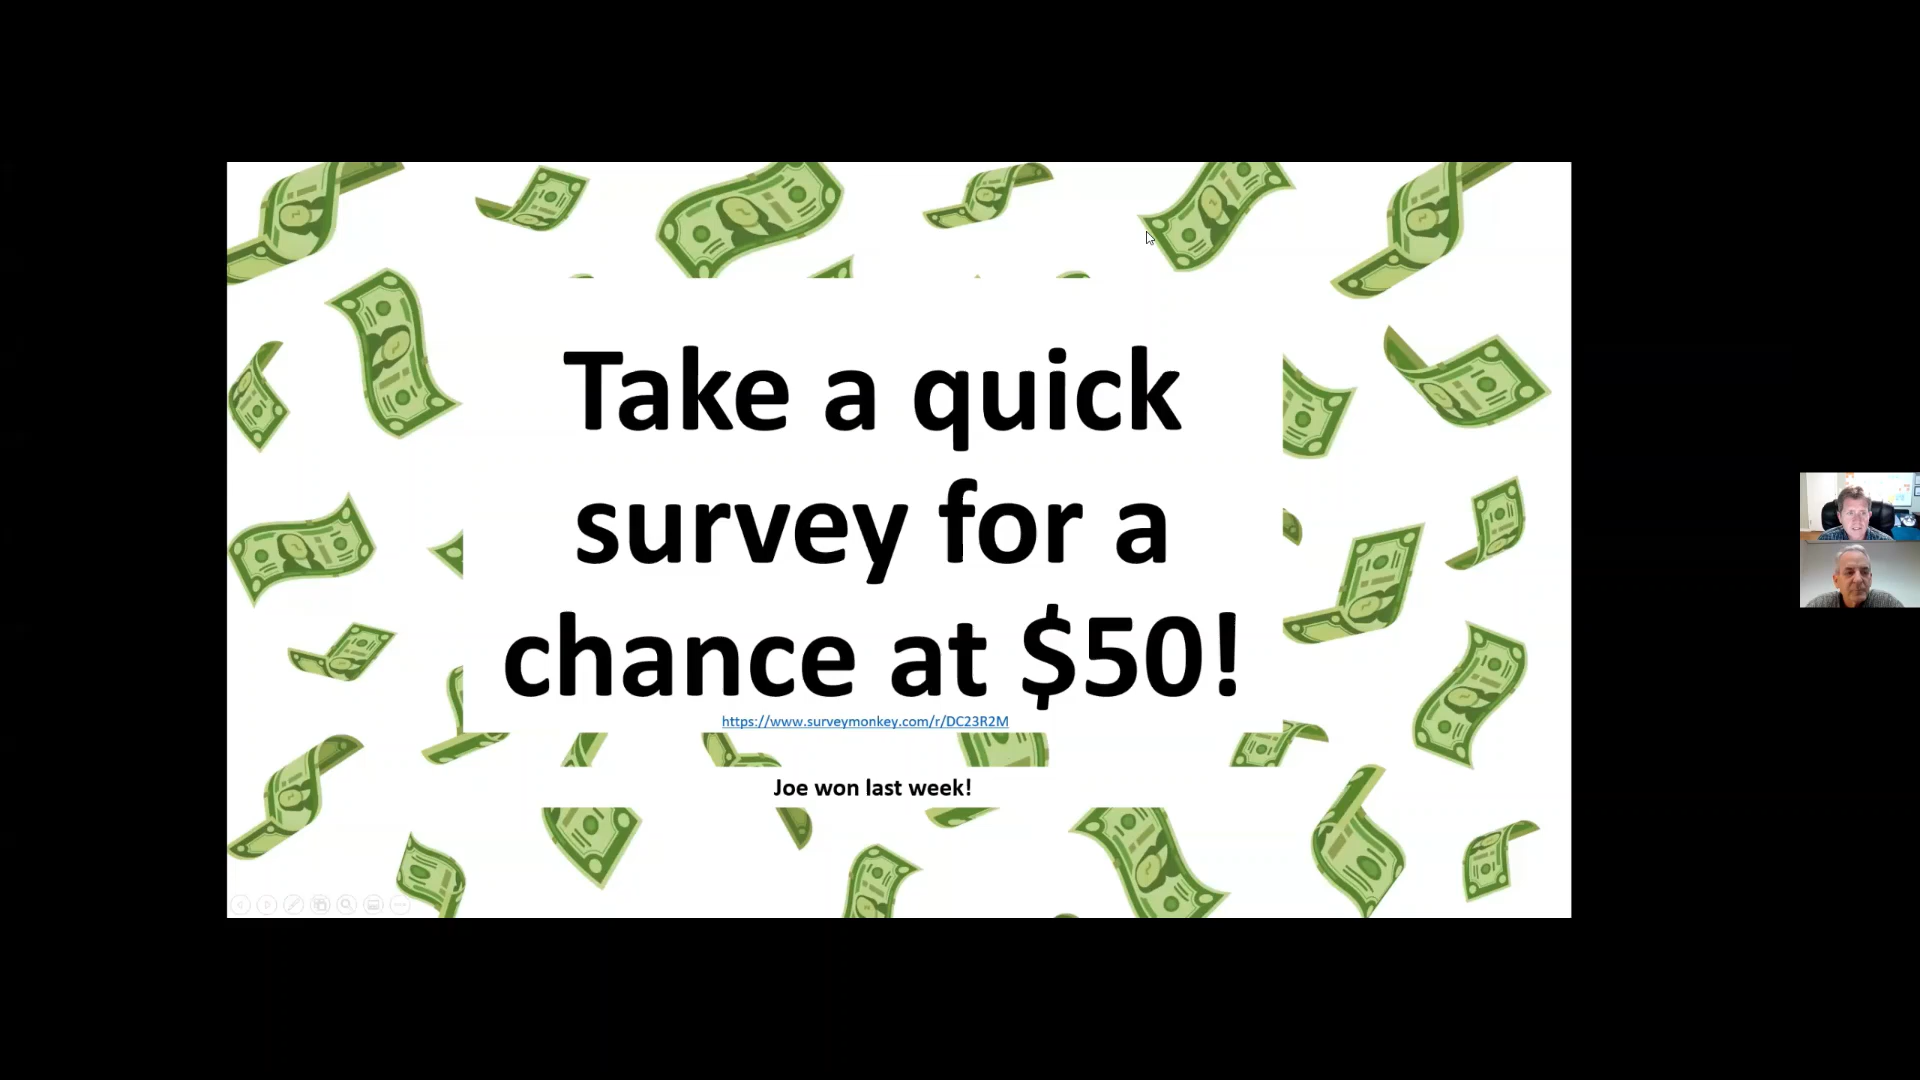 Take a quick
survey for a
chance at $50!
https://www.surveymonkey.com/r/DC23R2M
Joe won last week!